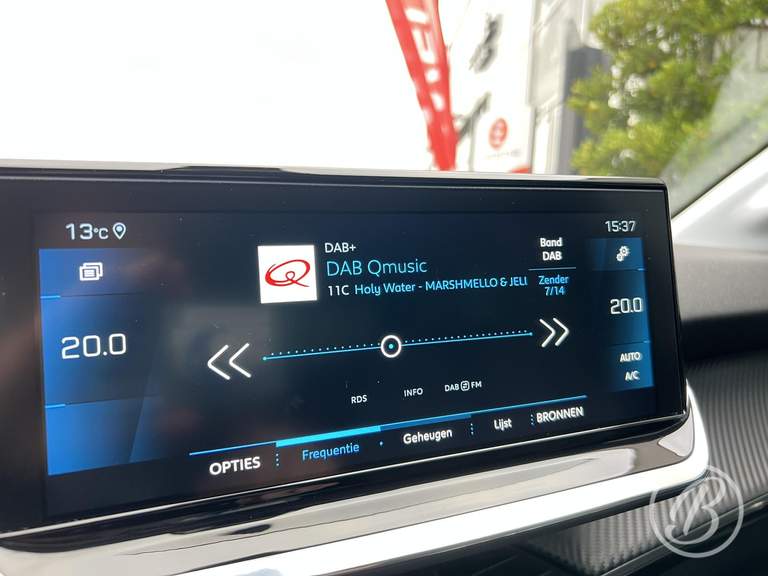 13°C
15:37
DAB+
DAB Qmusic
11C Holy Water - MARSHMELLO & JELI
Band
DAB
Zender
7/14
20.0
20.0
AUTO
A/C
RDS
INFO
DAB FM
OPTIES
Frequentie
Geheugen
Lijst
BRONNEN
B